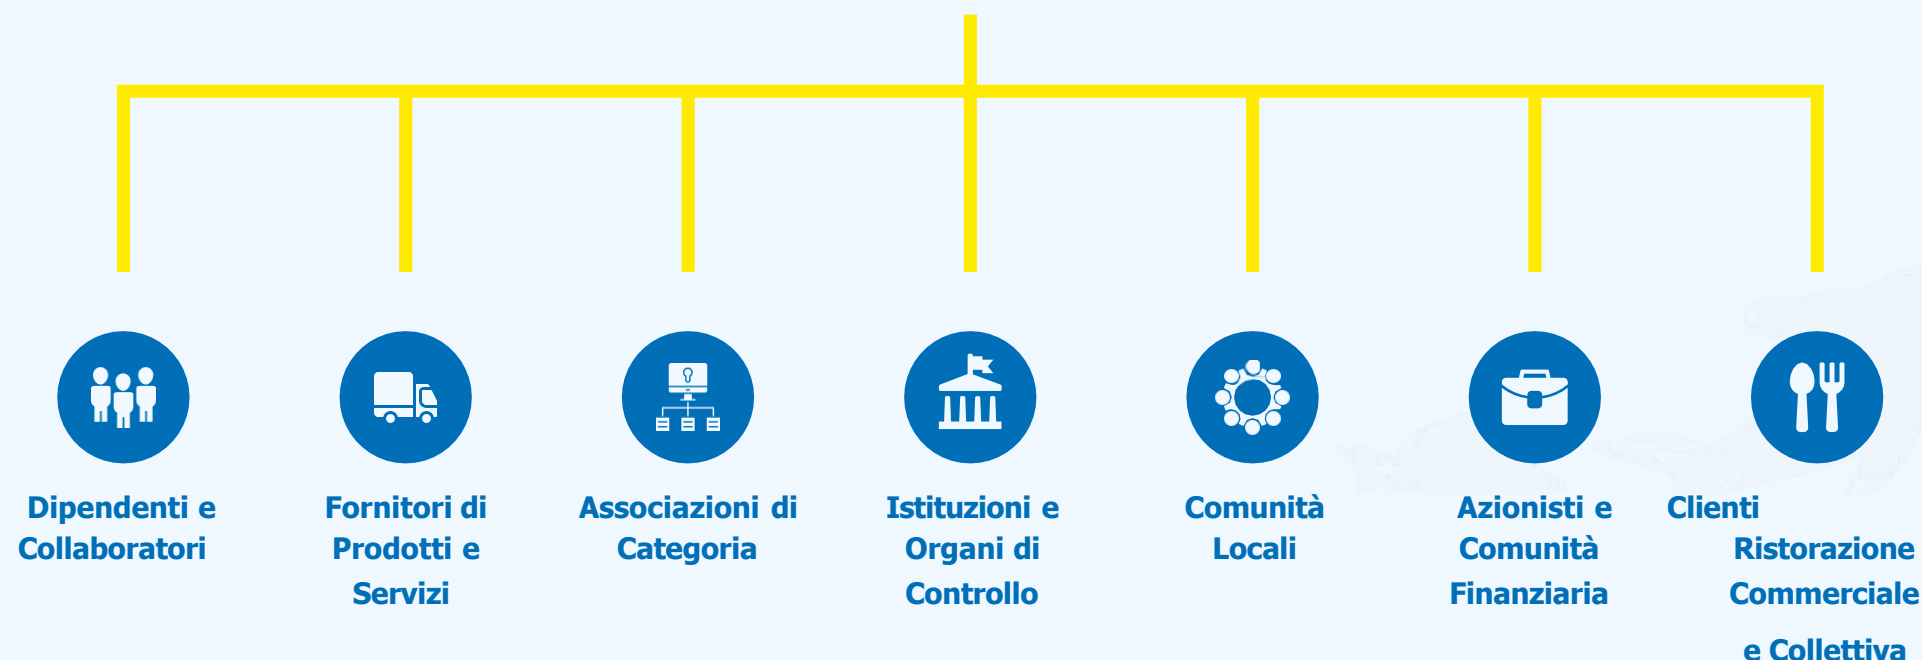 Dipendenti e
Collaboratori
Fornitori di
Prodotti e
Servizi
Associazioni di
Categoria
Istituzioni e
Organi di
Controllo
Comunità
Locali
Azionisti e
Comunità
Finanziaria
Clienti
Ristorazione
Commerciale
e Collettiva